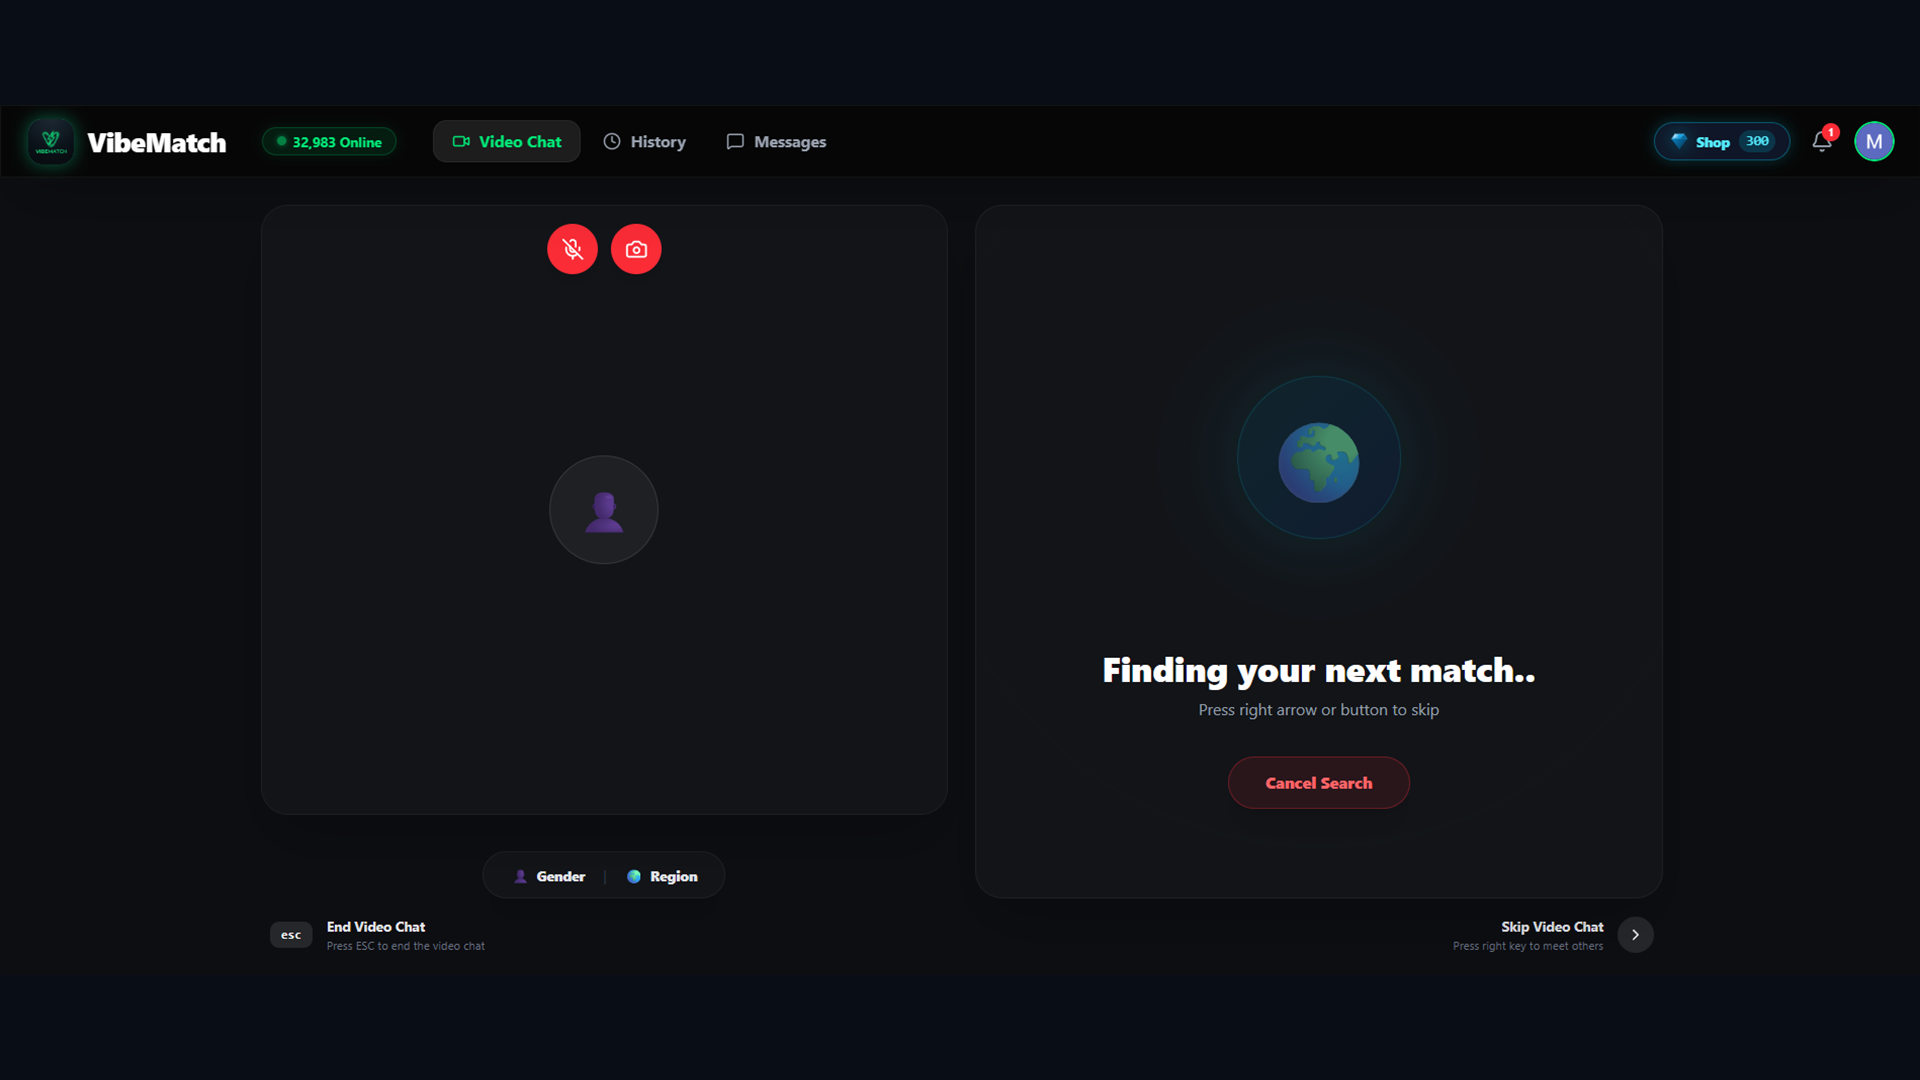 VIBEMATCH
VibeMatch
32,983 Online
Video Chat
History
Messages
Shop 300
1
M
Finding your next match..
Press right arrow or button to skip
Cancel Search
Gender | Region
esc
End Video Chat
Press ESC to end the video chat
Skip Video Chat
Press right key to meet others